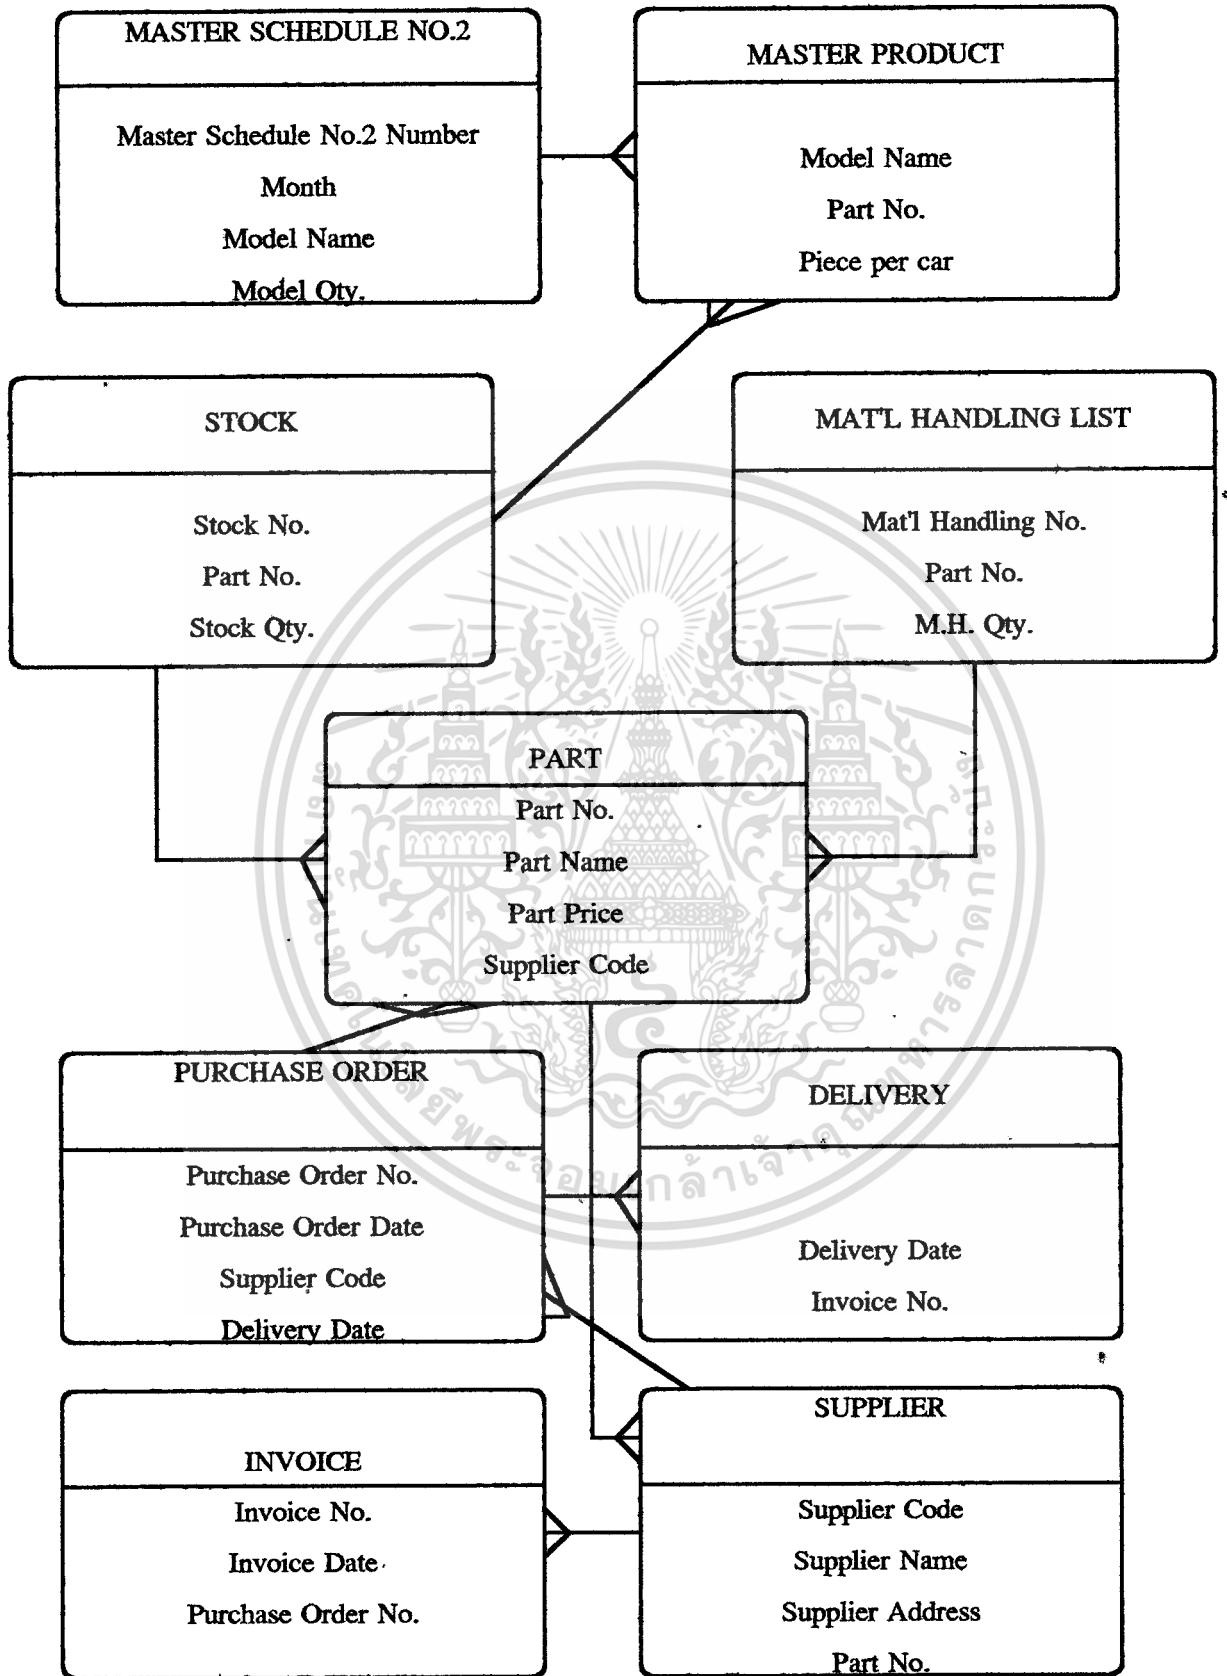 MASTER SCHEDULE NO.2
Master Schedule No.2 Number
Month
Model Name
Model Qty.
MASTER PRODUCT
Model Name
Part No.
Piece per car
STOCK
Stock No.
Part No.
Stock Qty.
MAT'L HANDLING LIST
Mat'l Handling No.
Part No.
M.H. Qty.
PART
Part No.
Part Name
Part Price
Supplier Code
PURCHASE ORDER
Purchase Order No.
Purchase Order Date
Supplier Code
Delivery Date
DELIVERY
Delivery Date
Invoice No.
INVOICE
Invoice No.
Invoice Date
Purchase Order No.
SUPPLIER
Supplier Code
Supplier Name
Supplier Address
Part No.